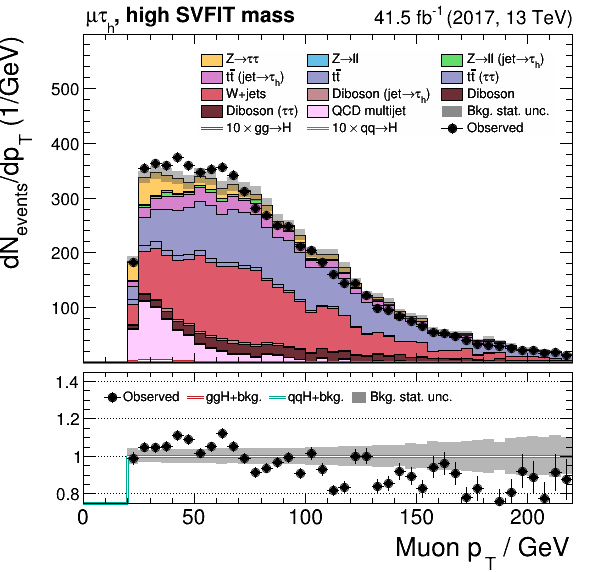 μτh, high SVFIT mass 41.5 fb⁻¹ (2017, 13 TeV)
dN_events/dp_T (1/GeV)
Z→ττ Z→ll Z→ll (jet→τh)
tt̄ (jet→τh) tt̄ tt̄ (ττ)
W+jets Diboson (jet→τh) Diboson
Diboson (ττ) QCD multijet Bkg. stat. unc.
10 × gg→H 10 × qq→H Observed
500
400
300
200
100
1.4
Observed ggH+bkg. qqH+bkg. Bkg. stat. unc.
1.2
1
0.8
0 50 100 150 200
Muon p_T / GeV